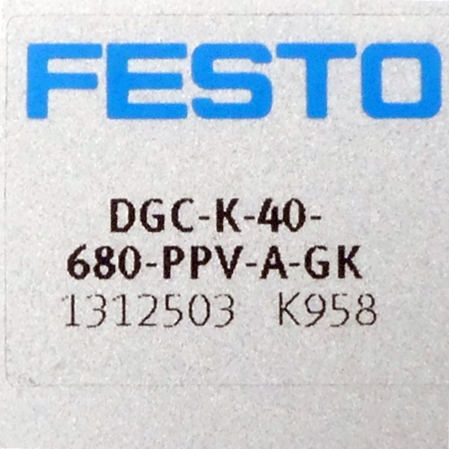 FESTO
DGC-K-40-
680-PPV-A-GK
1312503 K958